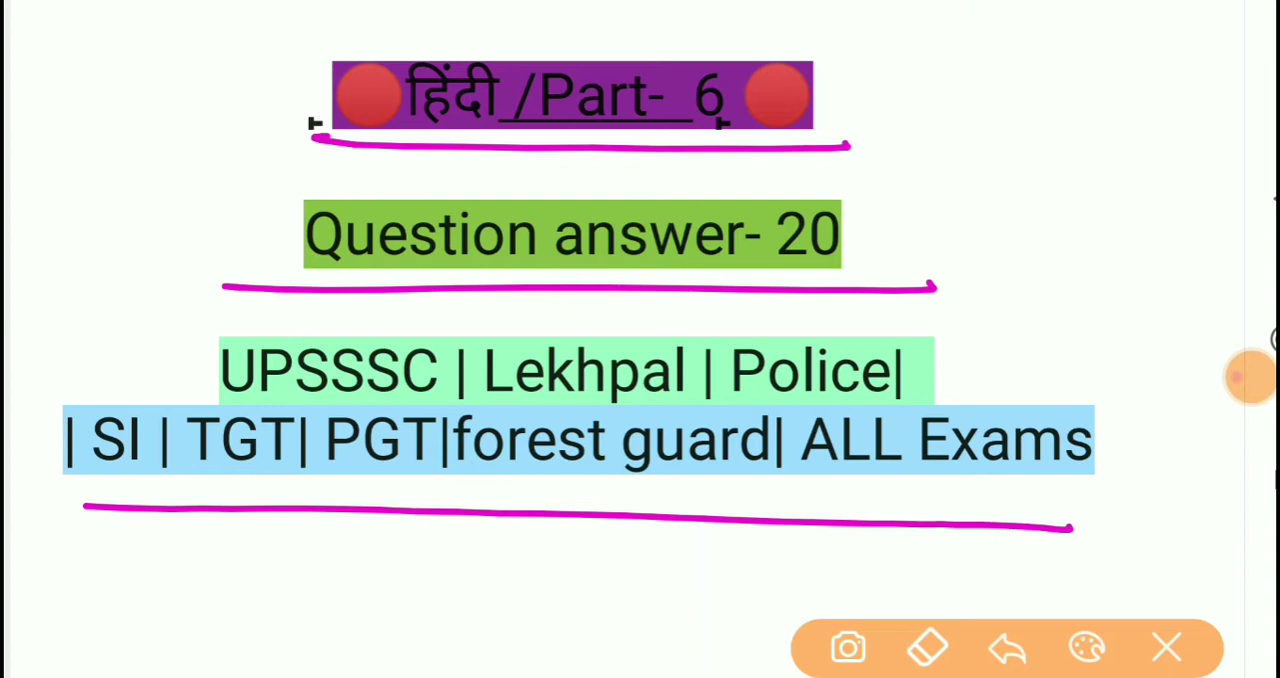 🔴हिंदी /Part- 6 🔴
Question answer- 20
UPSSSC | Lekhpal | Police|
| SI | TGT| PGT|forest guard| ALL Exams